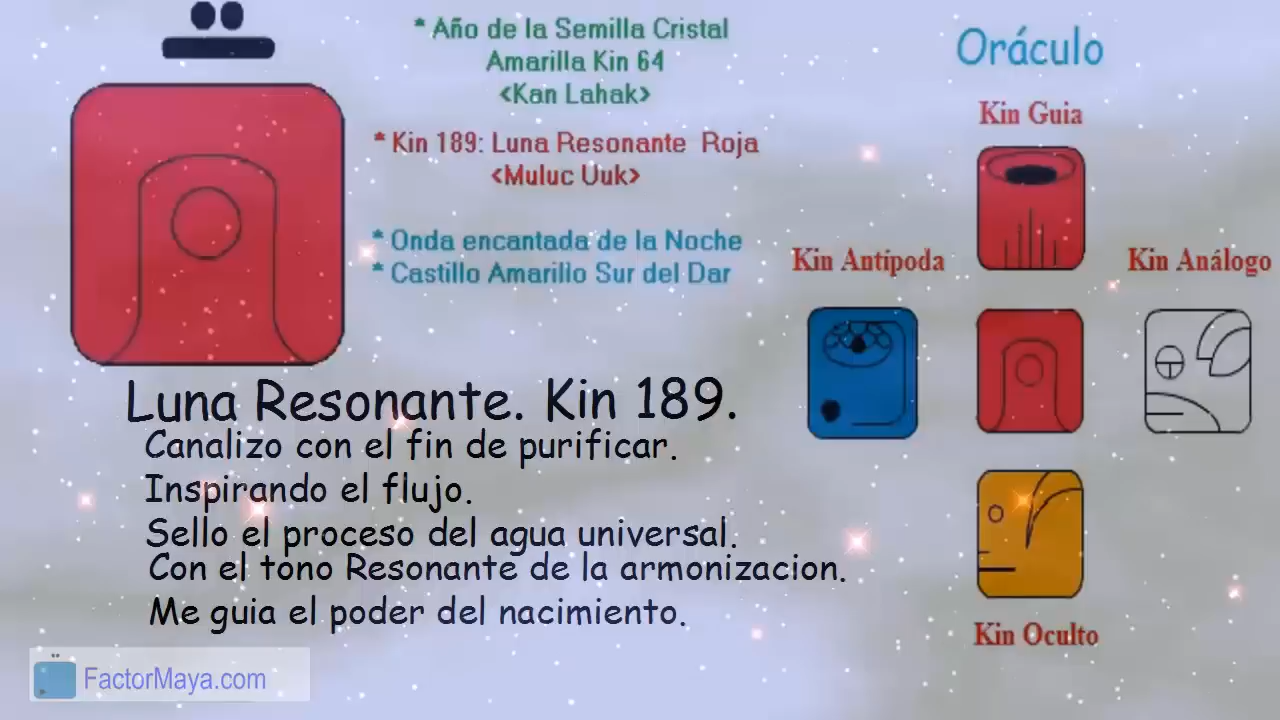 * Año de la Semilla Cristal
Amarilla Kin 64
<Kan Lahak>
* Kin 189: Luna Resonante Roja
<Muluc Uuk>
* Onda encantada de la Noche
* Castillo Amarillo Sur del Dar
Luna Resonante. Kin 189.
Canalizo con el fin de purificar.
Inspirando el flujo.
Sello el proceso del agua universal.
Con el tono Resonante de la armonizacion.
Me guia el poder del nacimiento.
Oráculo
Kin Guia
Kin Antípoda
Kin Análogo
Kin Oculto
FactorMaya.com